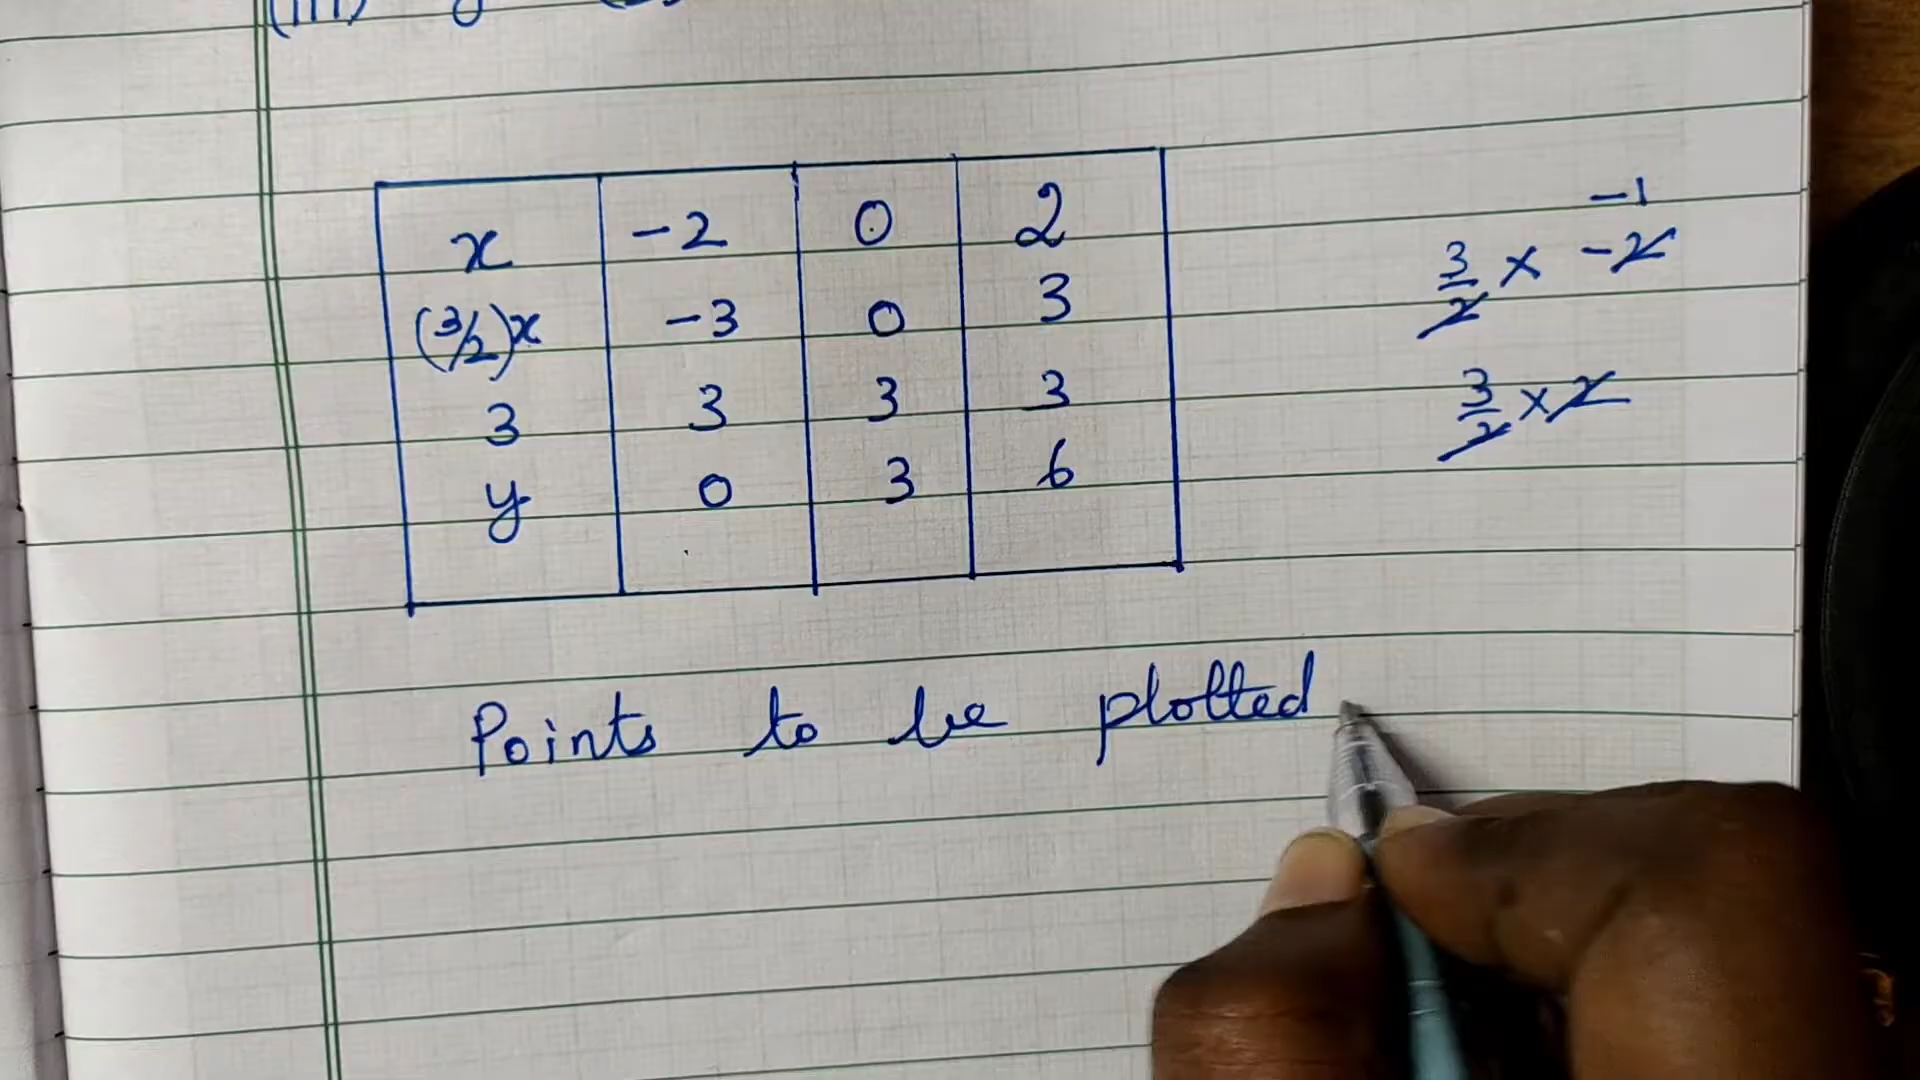 (iii) y
x -2 0 2
(3/2)x -3 0 3
3 3 3 3
y 0 3 6
-1
3/2 × -2
3/2 × 2
Points to be plotted